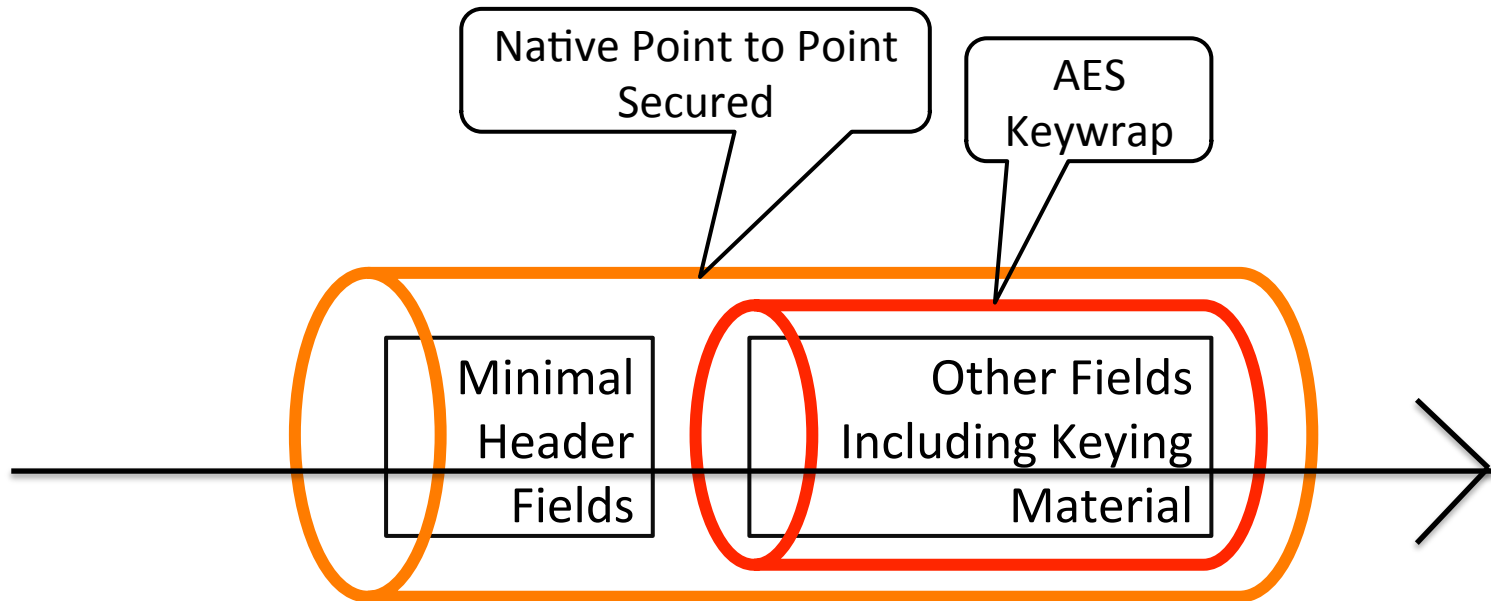 Native Point to Point
Secured
AES
Keywrap
Minimal
Header
Fields
Other Fields
Including Keying
Material